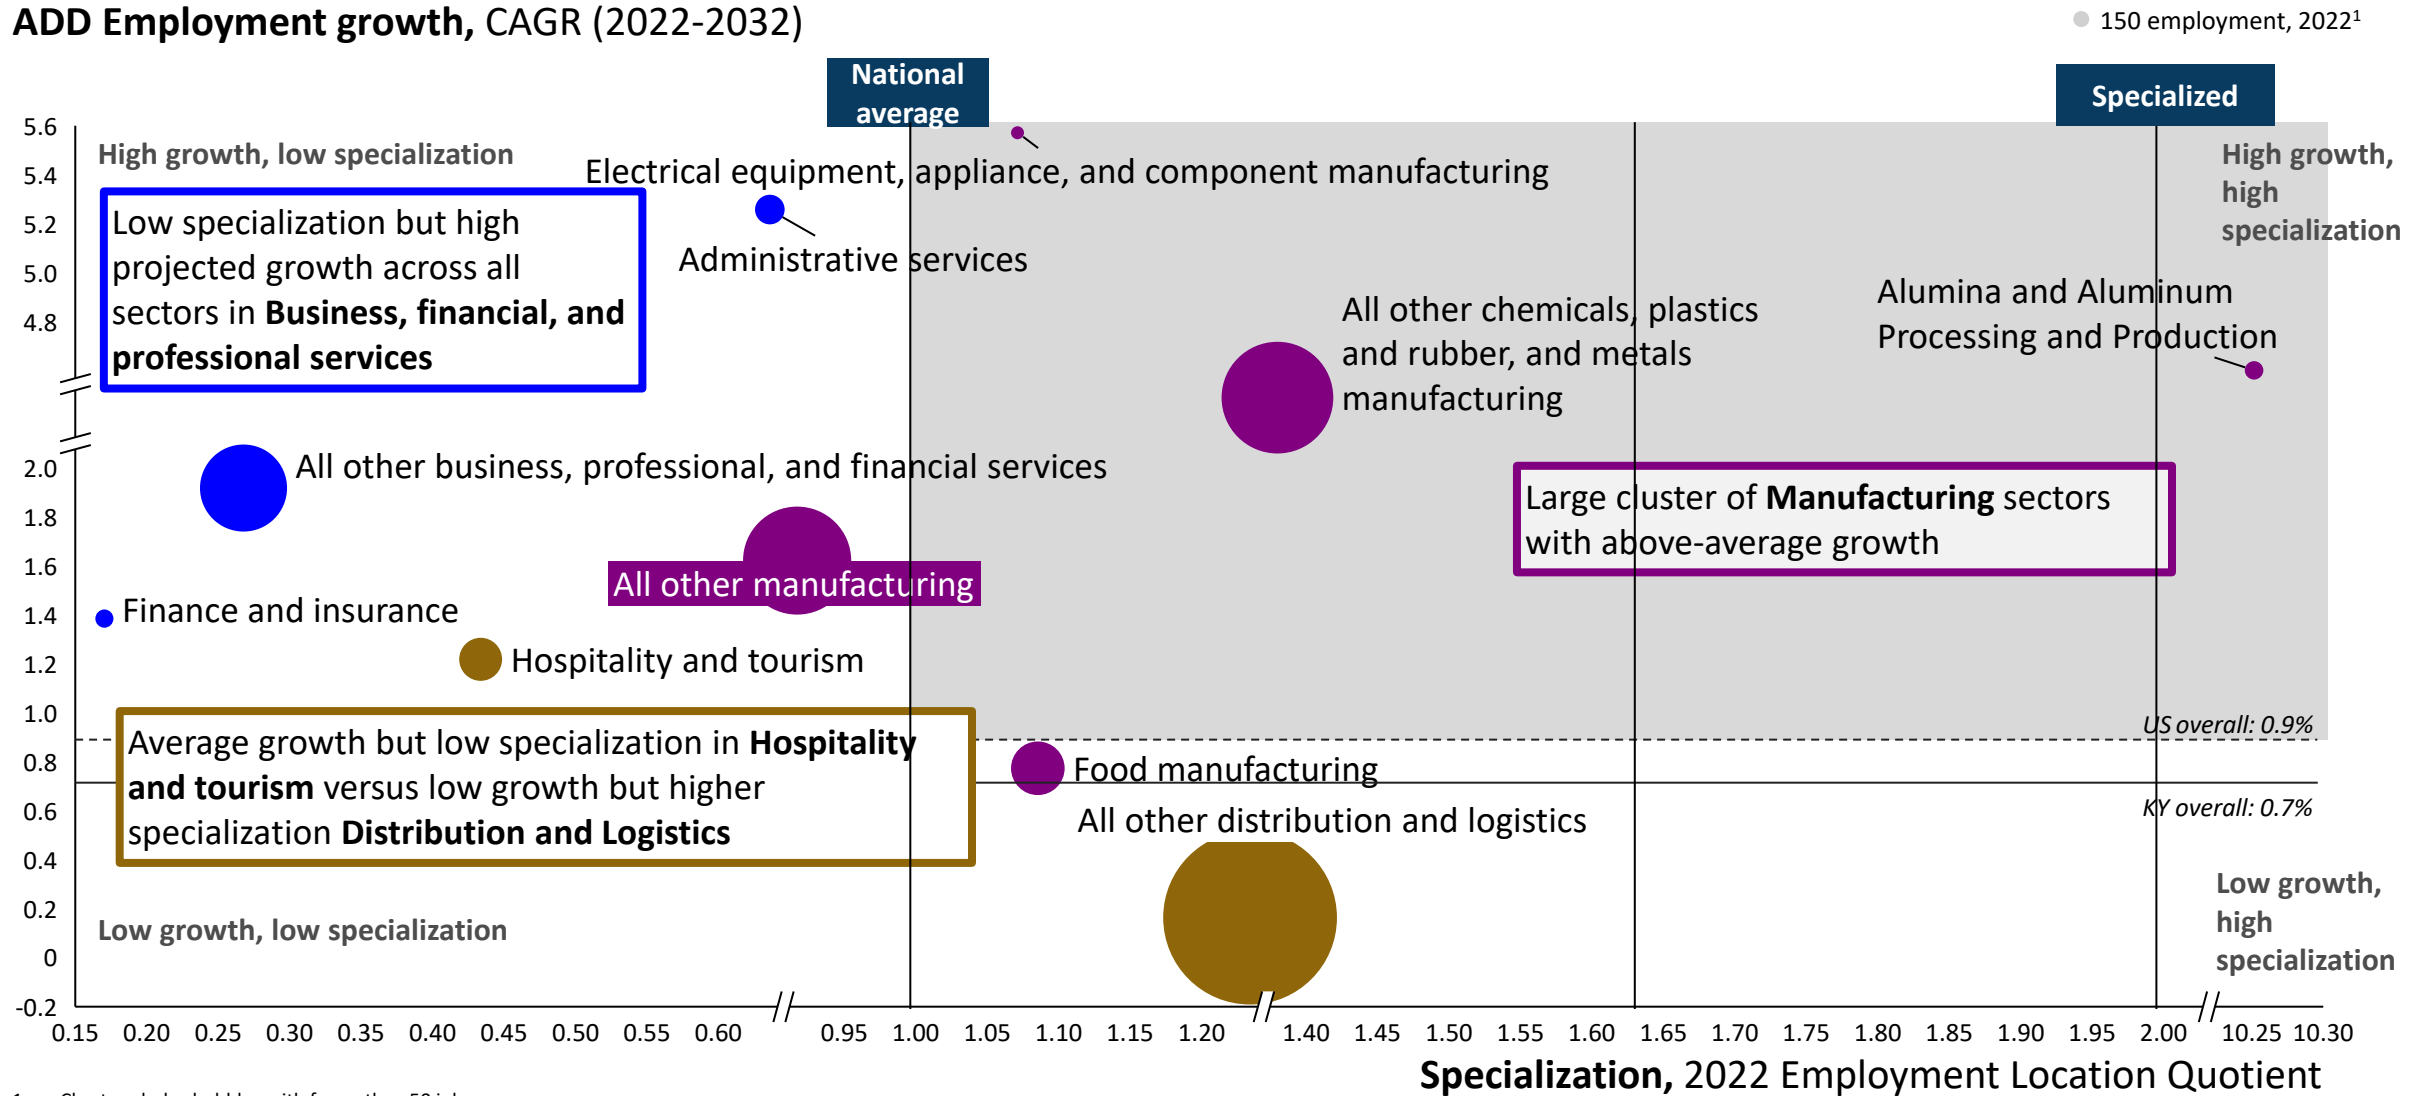 ADD Employment growth, CAGR (2022-2032)
150 employment, 2022¹
National
average
Specialized
5.6
5.4
5.2
5.0
4.8
2.0
1.8
1.6
1.4
1.2
1.0
0.8
0.6
0.4
0.2
0
-0.2
High growth, low specialization
High growth,
high
specialization
Electrical equipment, appliance, and component manufacturing
Low specialization but high
projected growth across all
sectors in Business, financial, and
professional services
Administrative services
All other chemicals, plastics
and rubber, and metals
manufacturing
Alumina and Aluminum
Processing and Production
All other business, professional, and financial services
Large cluster of Manufacturing sectors
with above-average growth
All other manufacturing
Finance and insurance
Hospitality and tourism
Average growth but low specialization in Hospitality
and tourism versus low growth but higher
specialization Distribution and Logistics
US overall: 0.9%
Food manufacturing
KY overall: 0.7%
All other distribution and logistics
Low growth, low specialization
Low growth,
high
specialization
0.15 0.20 0.25 0.30 0.35 0.40 0.45 0.50 0.55 0.60 0.95 1.00 1.05 1.10 1.15 1.20 1.40 1.45 1.50 1.55 1.60 1.65 1.70 1.75 1.80 1.85 1.90 1.95 2.00 10.25 10.30
Specialization, 2022 Employment Location Quotient